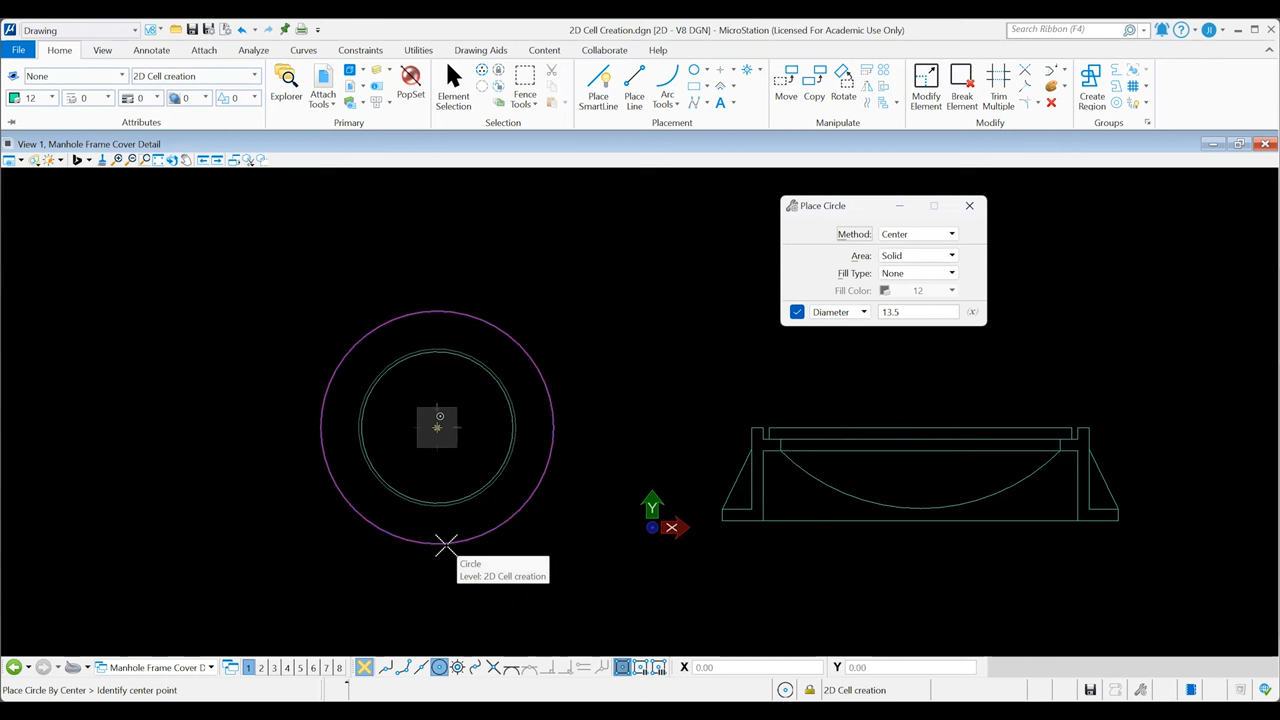 Drawing
2D Cell Creation.dgn [2D - V8 DGN] - MicroStation (Licensed For Academic Use Only)
Search Ribbon (F4)
JI
File
Home
View
Annotate
Attach
Analyze
Curves
Constraints
Utilities
Drawing Aids
Content
Collaborate
Help
None
2D Cell creation
12
0
0
0
0
Attributes
Explorer
Attach Tools
PopSet
Primary
Element Selection
Fence Tools
Selection
Place SmartLine
Place Line
Arc Tools
Placement
Move
Copy
Rotate
Manipulate
Modify Element
Break Element
Trim Multiple
Modify
Create Region
Groups
View 1, Manhole Frame Cover Detail
Place Circle
Method: Center
Area: Solid
Fill Type: None
Fill Color: 12
Diameter 13.5
(x)
Y
X
Circle
Level: 2D Cell creation
Manhole Frame Cover D
1 2 3 4 5 6 7 8
X 0.00
Y 0.00
Place Circle By Center > Identify center point
2D Cell creation